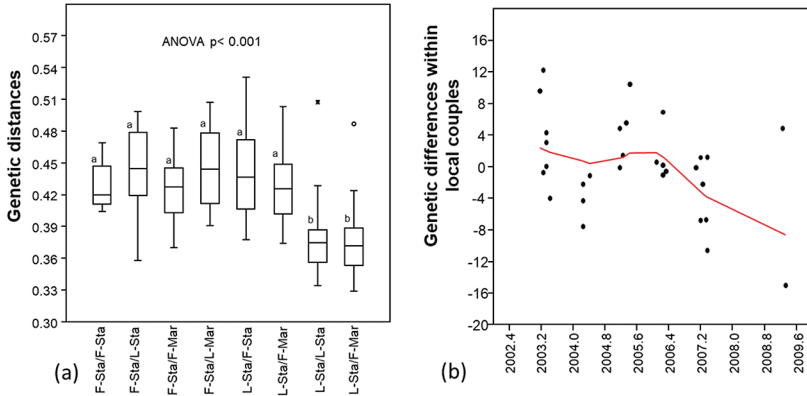 Genetic distances
ANOVA p< 0.001
0.57
0.54
0.51
0.48
0.45
0.42
0.39
0.36
0.33
0.30
a
a
a
a
a
a
b
b
F-Sta/F-Sta
F-Sta/L-Sta
F-Sta/F-Mar
F-Sta/L-Mar
L-Sta/F-Sta
L-Sta/F-Mar
L-Sta/L-Sta
L-Sta/F-Mar
(a)
Genetic differences within
local couples
16
12
8
4
0
-4
-8
-12
-16
-20
2002.4
2003.2
2004.0
2004.8
2005.6
2006.4
2007.2
2008.0
2008.8
2009.6
(b)